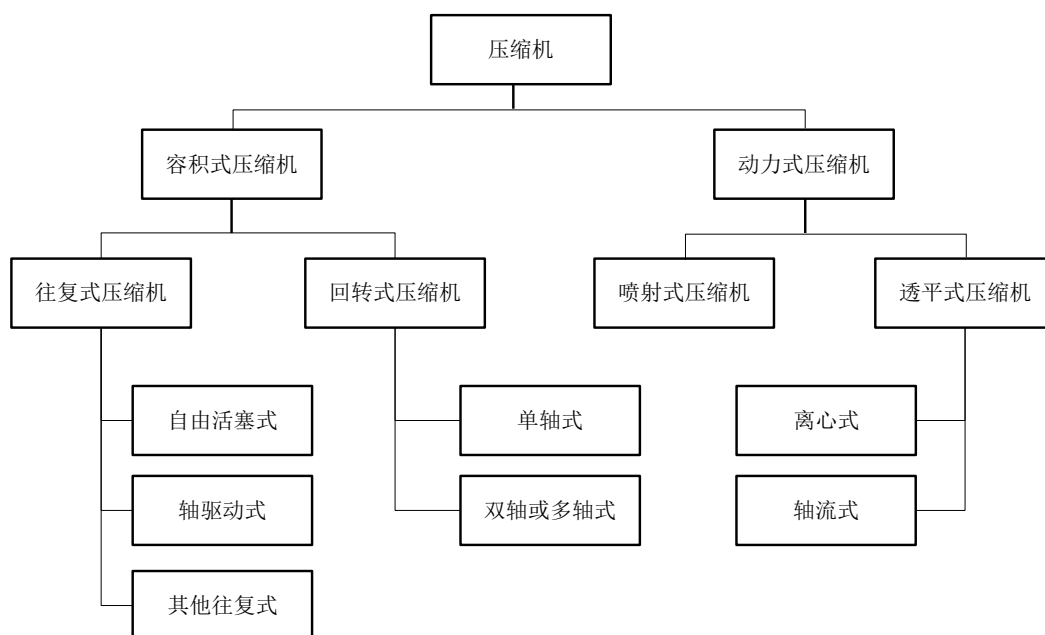 压缩机
容积式压缩机
动力式压缩机
往复式压缩机
回转式压缩机
喷射式压缩机
透平式压缩机
自由活塞式
单轴式
离心式
轴驱动式
双轴或多轴式
轴流式
其他往复式